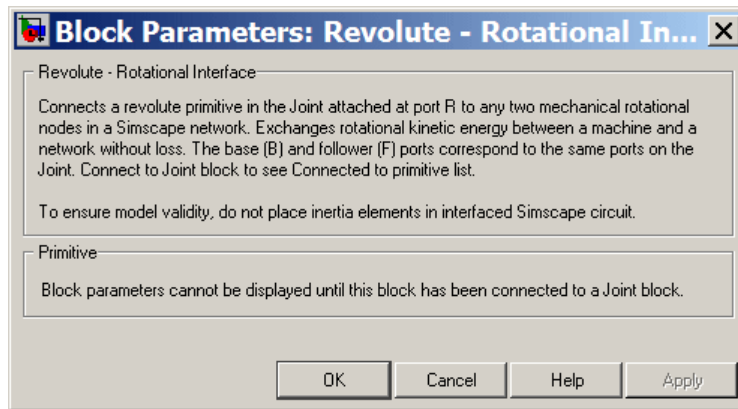 Block Parameters: Revolute - Rotational In...
Revolute - Rotational Interface
Connects a revolute primitive in the Joint attached at port R to any two mechanical rotational
nodes in a Simscape network. Exchanges rotational kinetic energy between a machine and a
network without loss. The base (B) and follower (F) ports correspond to the same ports on the
Joint. Connect to Joint block to see Connected to primitive list.
To ensure model validity, do not place inertia elements in interfaced Simscape circuit.
Primitive
Block parameters cannot be displayed until this block has been connected to a Joint block.
OK Cancel Help Apply